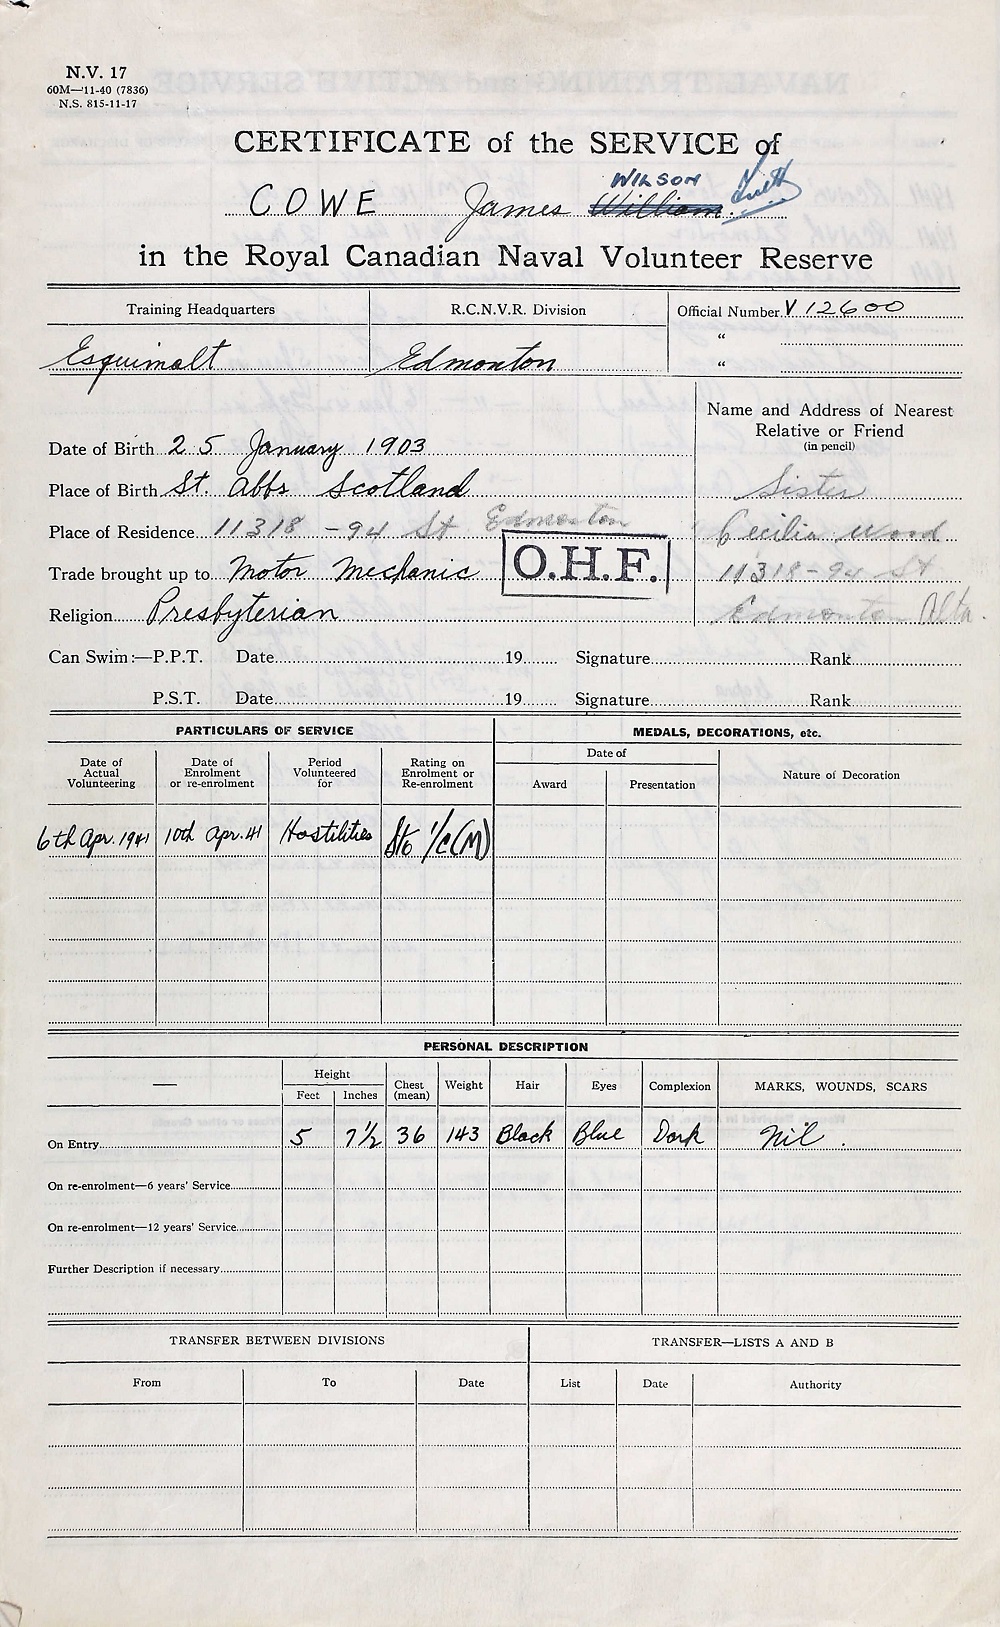 N.V. 17
60M—11-40 (7836)
N.S. 815-11-17
CERTIFICATE of the SERVICE of
WILSON
COWE James William.
in the Royal Canadian Naval Volunteer Reserve
Training Headquarters R.C.N.V.R. Division Official Number V 12600
Esquimalt Edmonton "
"
Name and Address of Nearest Relative or Friend
(in pencil)
Date of Birth 25 January 1903
Place of Birth St. Abbs Scotland Sister
Place of Residence 11318 - 94 St Edmonton Cecilia Wood
Trade brought up to Motor Mechanic O.H.F. 11318-94 St
Religion Presbyterian Edmonton Alta.
Can Swim:—P.P.T. Date 19 Signature Rank
P.S.T. Date 19 Signature Rank
PARTICULARS OF SERVICE MEDALS, DECORATIONS, etc.
Date of Actual Volunteering Date of Enrolment or re-enrolment Period Volunteered for Rating on Enrolment or Re-enrolment Date of Award Presentation Nature of Decoration
6th Apr. 1941 10th Apr. 41 Hostilities Sto 1/c (M)
PERSONAL DESCRIPTION
— Height Feet Inches Chest (mean) Weight Hair Eyes Complexion MARKS, WOUNDS, SCARS
On Entry 5 7½ 36 143 Black Blue Dark Nil.
On re-enrolment—6 years' Service
On re-enrolment—12 years' Service
Further Description if necessary
TRANSFER BETWEEN DIVISIONS TRANSFER—LISTS A AND B
From To Date List Date Authority